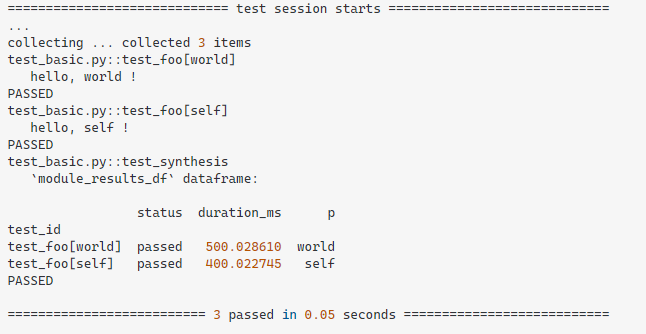 ============================= test session starts =============================
...
collecting ... collected 3 items
test_basic.py::test_foo[world]
   hello, world !
PASSED
test_basic.py::test_foo[self]
   hello, self !
PASSED
test_basic.py::test_synthesis
   `module_results_df` dataframe:

                 status  duration_ms      p
test_id
test_foo[world]  passed   500.028610  world
test_foo[self]   passed   400.022745   self
PASSED

========================== 3 passed in 0.05 seconds ===========================